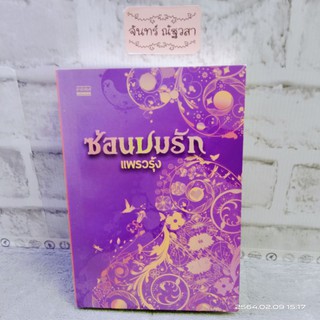 จันทร์ ณัฐวสา
ซ่อนปมรัก
แพรวรุ้ง
2564.02.09 15:17